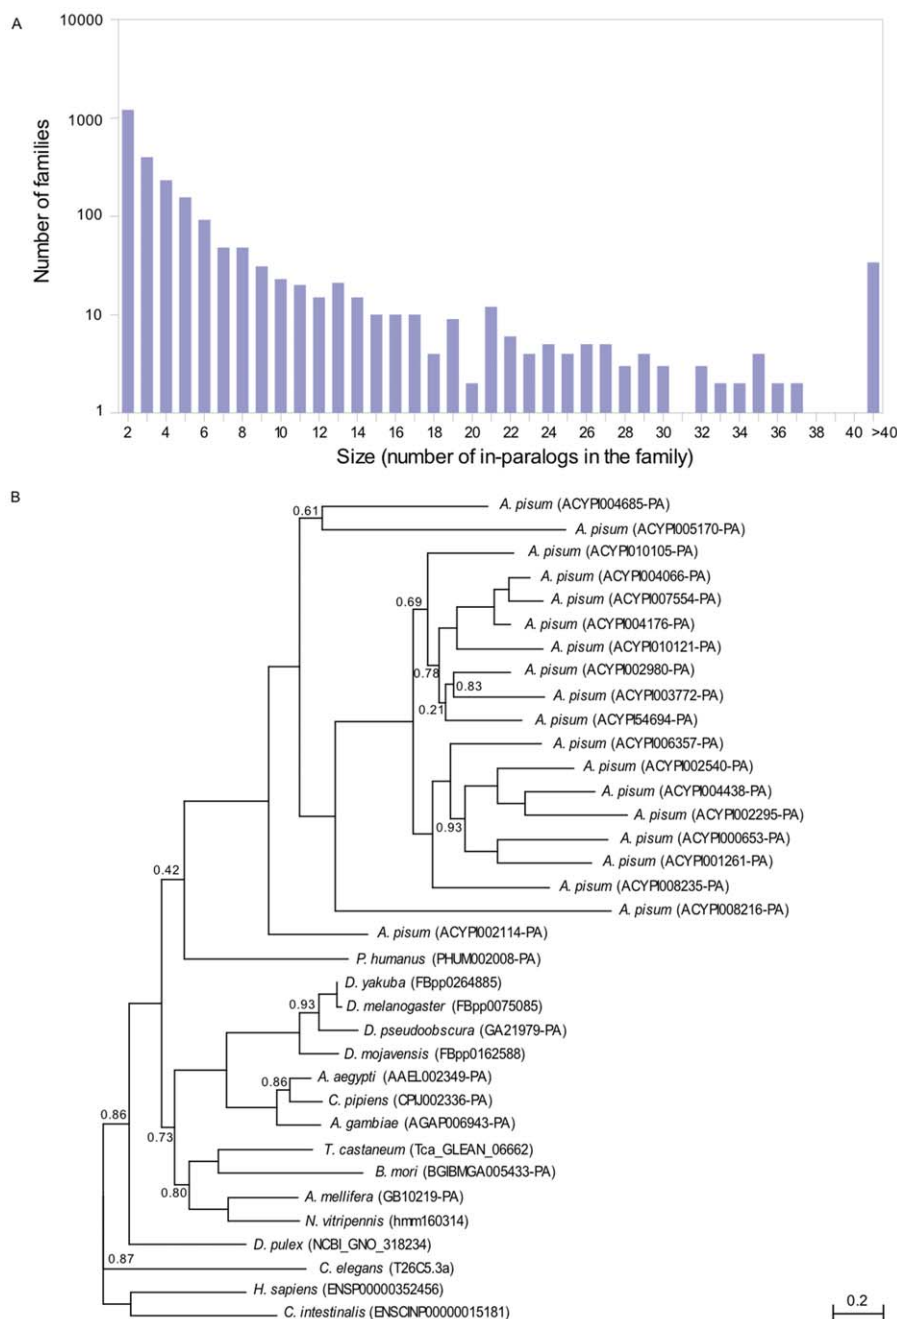 A
10000
1000
100
10
1
Number of families
2 4 6 8 10 12 14 16 18 20 22 24 26 28 30 32 34 36 38 40 >40
Size (number of in-paralogs in the family)
B
0.61
A. pisum (ACYPI004685-PA)
A. pisum (ACYPI005170-PA)
A. pisum (ACYPI010105-PA)
A. pisum (ACYPI004066-PA)
0.69
A. pisum (ACYPI007554-PA)
A. pisum (ACYPI004176-PA)
A. pisum (ACYPI010121-PA)
0.78
A. pisum (ACYPI002980-PA)
0.83
A. pisum (ACYPI003772-PA)
0.21
A. pisum (ACYPI54694-PA)
A. pisum (ACYPI006357-PA)
A. pisum (ACYPI002540-PA)
A. pisum (ACYPI004438-PA)
A. pisum (ACYPI002295-PA)
0.93
A. pisum (ACYPI000653-PA)
A. pisum (ACYPI001261-PA)
0.42
A. pisum (ACYPI008235-PA)
A. pisum (ACYPI008216-PA)
A. pisum (ACYPI002114-PA)
P. humanus (PHUM002008-PA)
D. yakuba (FBpp0264885)
0.93
D. melanogaster (FBpp0075085)
D. pseudoobscura (GA21979-PA)
D. mojavensis (FBpp0162588)
0.86
A. aegypti (AAEL002349-PA)
C. pipiens (CPIJ002336-PA)
0.86
A. gambiae (AGAP006943-PA)
0.73
T. castaneum (Tca_GLEAN_06662)
B. mori (BGIBMGA005433-PA)
0.80
A. mellifera (GB10219-PA)
N. vitripennis (hmm160314)
D. pulex (NCBI_GNO_318234)
0.87
C. elegans (T26C5.3a)
H. sapiens (ENSP00000352456)
C. intestinalis (ENSCINP00000015181)
0.2